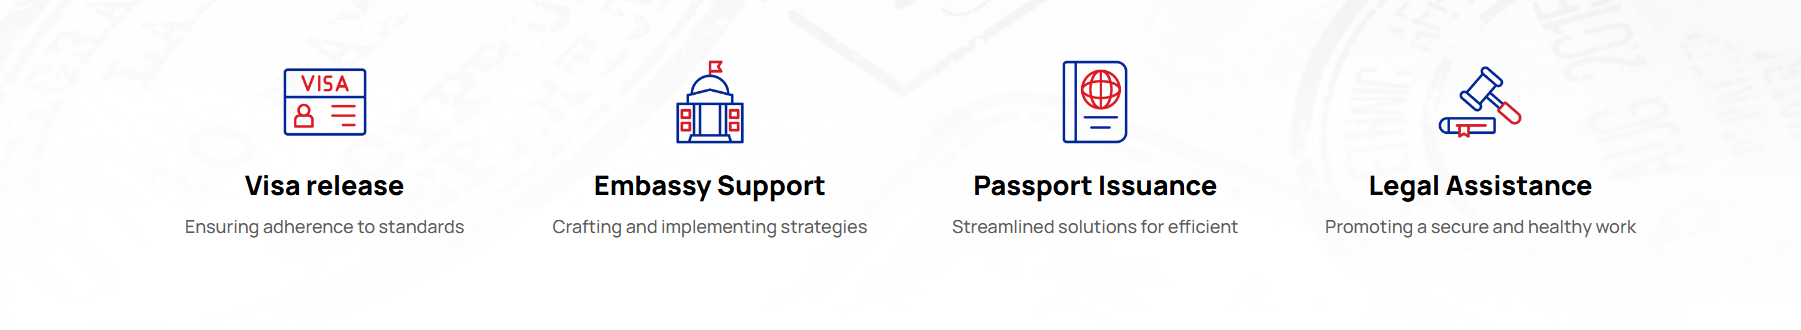 VISA
Visa release
Embassy Support
Passport Issuance
Legal Assistance
Ensuring adherence to standards
Crafting and implementing strategies
Streamlined solutions for efficient
Promoting a secure and healthy work